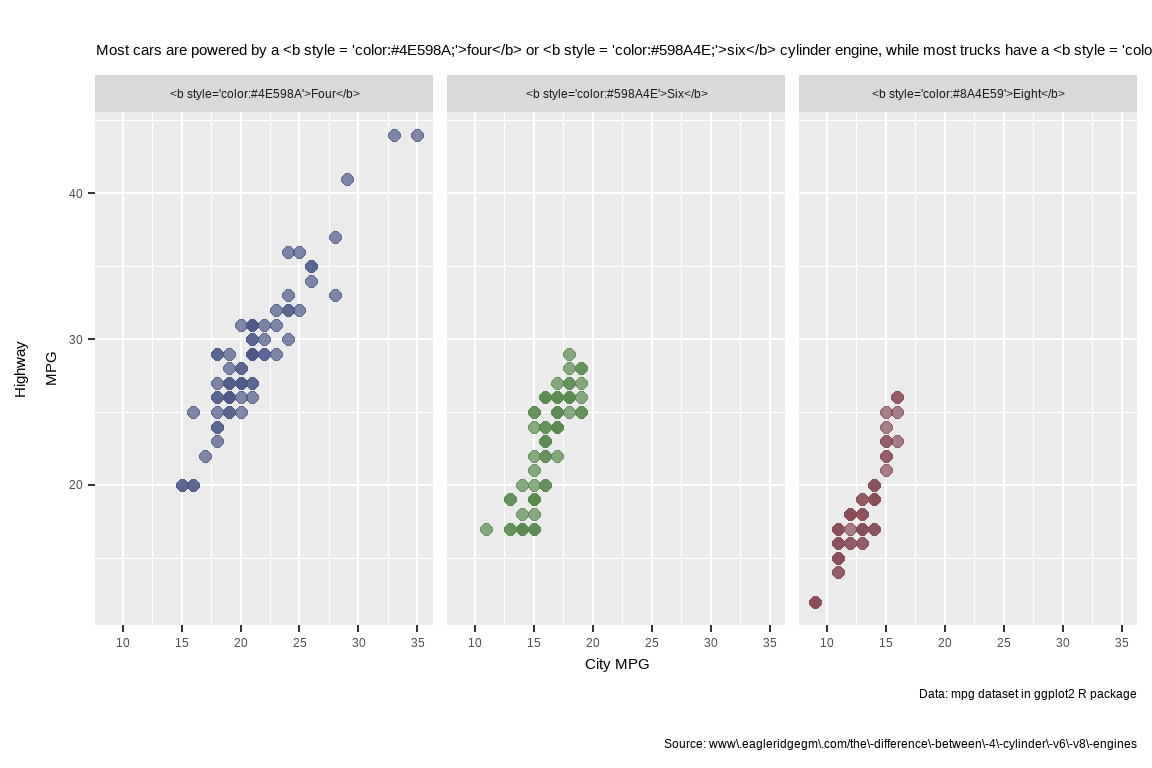 Most cars are powered by a <b style = 'color:#4E598A;'>four</b> or <b style = 'color:#598A4E;'>six</b> cylinder engine, while most trucks have a <b style = 'colo
<b style='color:#4E598A'>Four</b>
<b style='color:#598A4E'>Six</b>
<b style='color:#8A4E59'>Eight</b>
Highway
MPG
40
30
20
10 15 20 25 30 35
10 15 20 25 30 35
10 15 20 25 30 35
City MPG
Data: mpg dataset in ggplot2 R package
Source: www\.eagleridgegm\.com/the\-difference\-between\-4\-cylinder\-v6\-v8\-engines